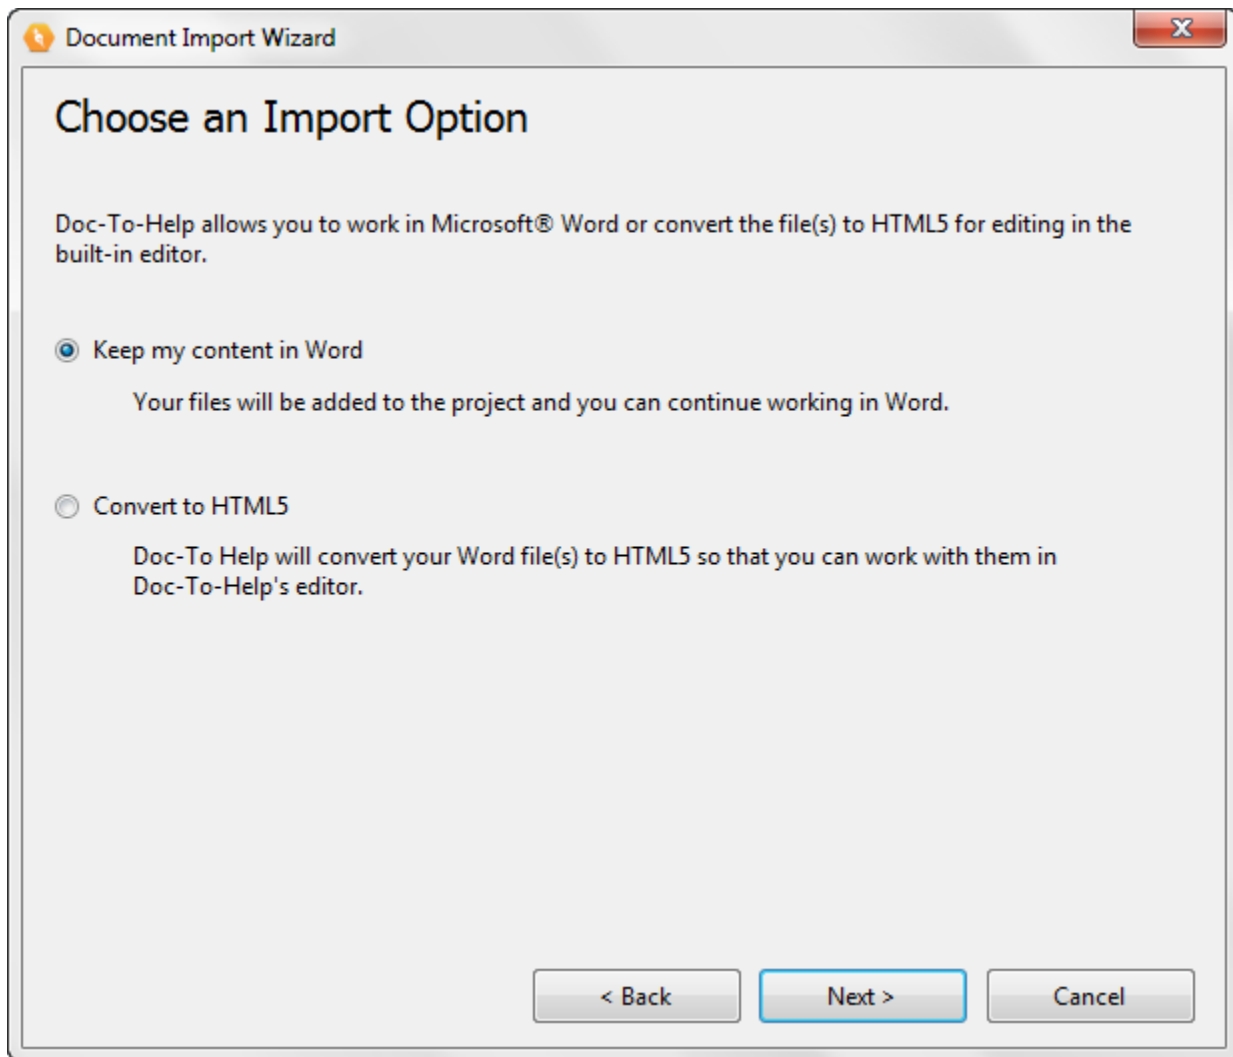 Document Import Wizard
Choose an Import Option
Doc-To-Help allows you to work in Microsoft® Word or convert the file(s) to HTML5 for editing in the
built-in editor.
Keep my content in Word
Your files will be added to the project and you can continue working in Word.
Convert to HTML5
Doc-To Help will convert your Word file(s) to HTML5 so that you can work with them in
Doc-To-Help's editor.
< Back Next > Cancel